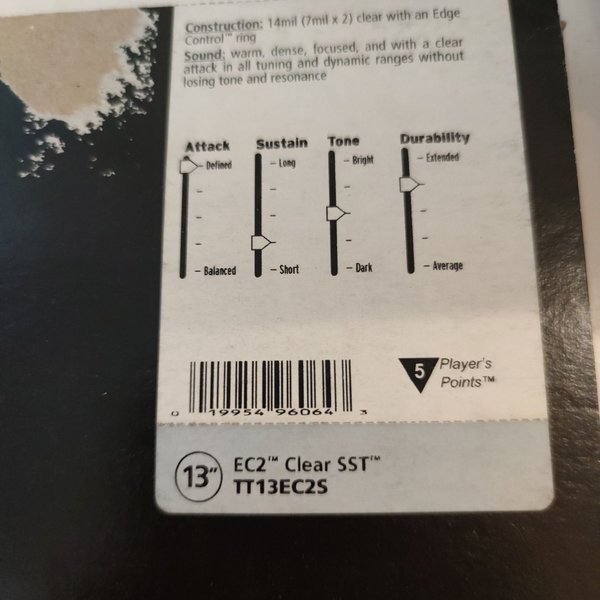 Construction: 14mil (7mil x 2) clear with an Edge
Control™ ring
Sound: warm, dense, focused, and with a clear
attack in all tuning and dynamic ranges without
losing tone and resonance
Attack Sustain Tone Durability
Defined Long Bright Extended
Balanced Short Dark Average
5 Player's
Points™
0 19954 96064 3
13" EC2™ Clear SST™
TT13EC2S